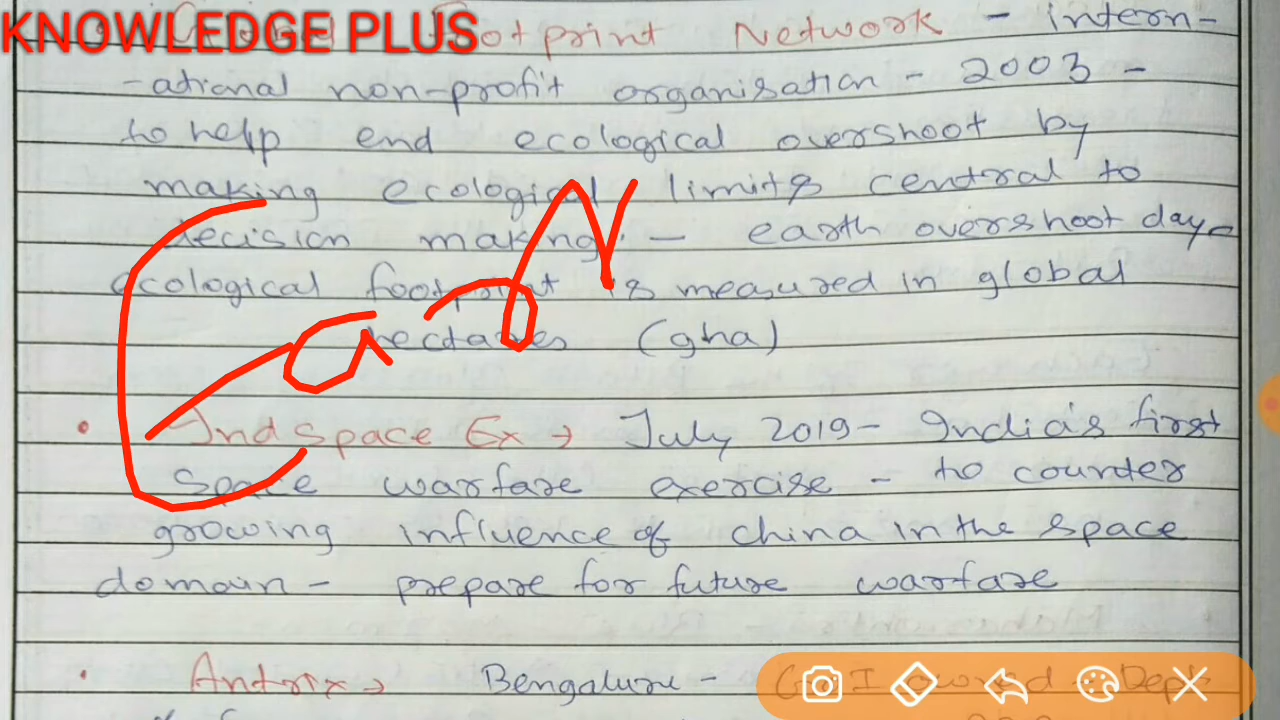 KNOWLEDGE PLUS
Footprint Network - intern-
-ational non-profit organisation - 2003 -
to help end ecological overshoot by
making ecological limits central to
decision making. - earth overshoot day -
ecological footprint is measured in global
hectares (gha)
• IndSpace Ex → July 2019 - India's first
Space warfare exercise - to counter
growing influence of china in the space
domain - prepare for future warfare
• Antrix → Bengaluru - GoI owned - Dept